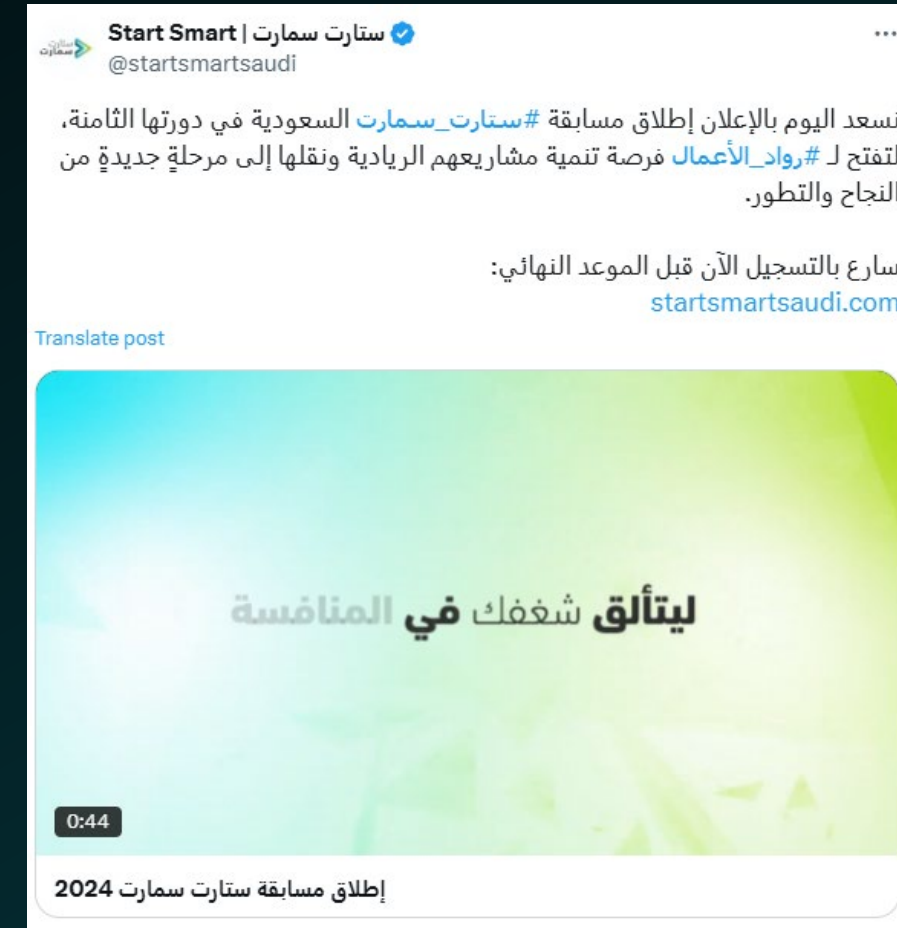 ستارت سمارت | Start Smart
@startsmartsaudi
نسعد اليوم بالإعلان إطلاق مسابقة #ستارت_سمارت السعودية في دورتها الثامنة،
لتفتح لـ #رواد_الأعمال فرصة تنمية مشاريعهم الريادية ونقلها إلى مرحلةٍ جديدةٍ من
النجاح والتطور.
سارع بالتسجيل الآن قبل الموعد النهائي:
startsmartsaudi.com
Translate post
ليتألق شغفك في المنافسة
0:44
إطلاق مسابقة ستارت سمارت 2024